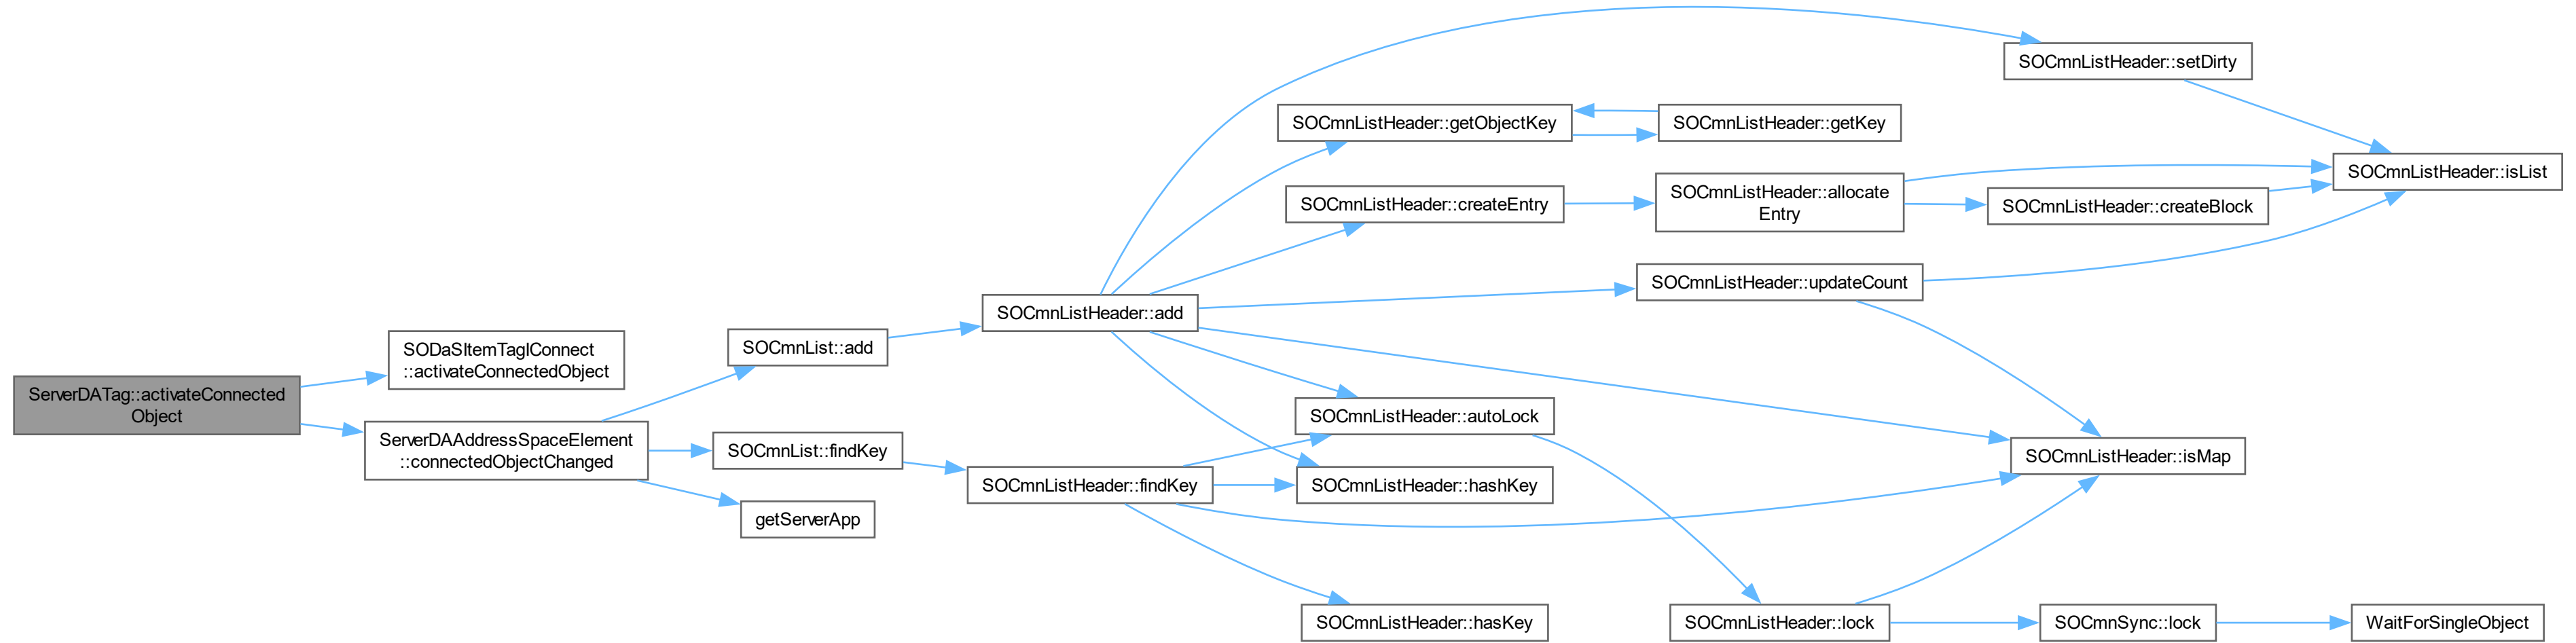 ServerDATag::activateConnected
Object
SODaSItemTagIConnect
::activateConnectedObject
ServerDAAddressSpaceElement
::connectedObjectChanged
SOCmnList::add
SOCmnList::findKey
getServerApp
SOCmnListHeader::add
SOCmnListHeader::findKey
SOCmnListHeader::getObjectKey
SOCmnListHeader::createEntry
SOCmnListHeader::autoLock
SOCmnListHeader::hashKey
SOCmnListHeader::hasKey
SOCmnListHeader::getKey
SOCmnListHeader::allocate
Entry
SOCmnListHeader::updateCount
SOCmnListHeader::lock
SOCmnListHeader::setDirty
SOCmnListHeader::createBlock
SOCmnListHeader::isMap
SOCmnSync::lock
SOCmnListHeader::isList
WaitForSingleObject